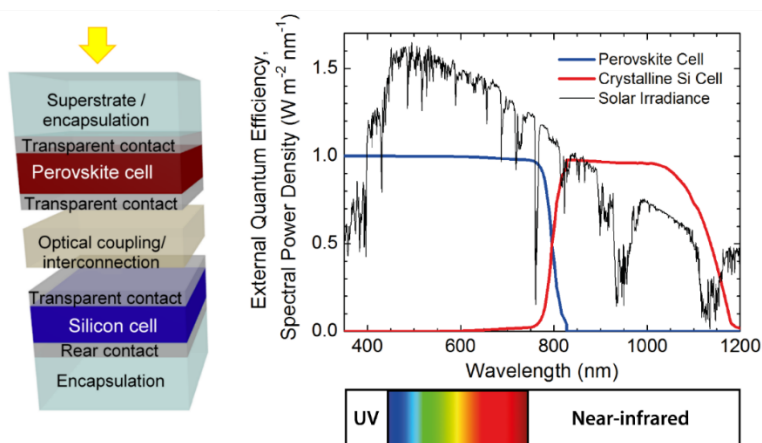 Superstrate /
encapsulation
Transparent contact
Perovskite cell
Transparent contact
Optical coupling/
interconnection
Transparent contact
Silicon cell
Rear contact
Encapsulation
External Quantum Efficiency,
Spectral Power Density (W m⁻² nm⁻¹)
1.5
1.0
0.5
0.0
Perovskite Cell
Crystalline Si Cell
Solar Irradiance
400 600 800 1000 1200
Wavelength (nm)
UV Near-infrared